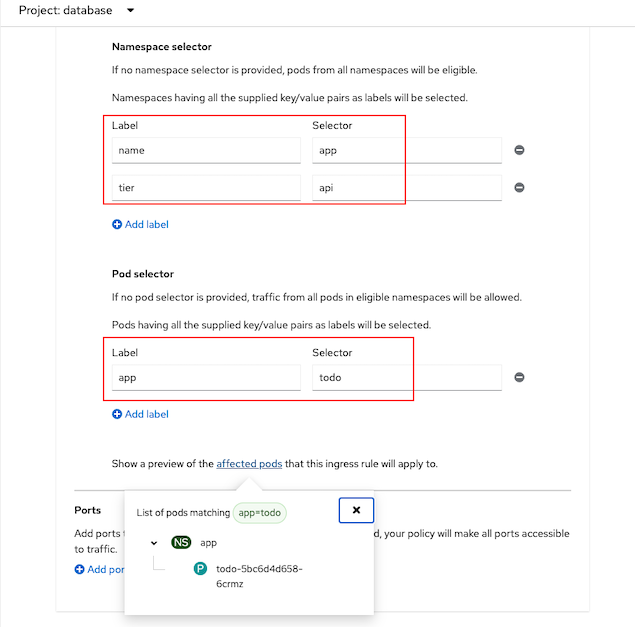 Project: database
Namespace selector
If no namespace selector is provided, pods from all namespaces will be eligible.
Namespaces having all the supplied key/value pairs as labels will be selected.
Label Selector
name app
tier api
Add label
Pod selector
If no pod selector is provided, traffic from all pods in eligible namespaces will be allowed.
Pods having all the supplied key/value pairs as labels will be selected.
Label Selector
app todo
Add label
Show a preview of the affected pods that this ingress rule will apply to.
Ports
List of pods matching app=todo
Add ports d, your policy will make all ports accessible
to traffic.
NS app
Add por
P todo-5bc6d4d658-
6crmz